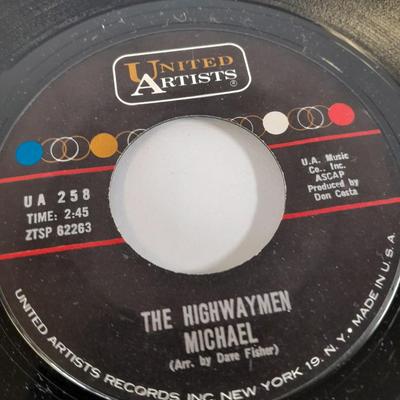 UNITED
ARTISTS®
UA 258
TIME: 2:45
ZTSP 62263
U.A. Music
Co., Inc.
ASCAP
Produced by
Don Costa
THE HIGHWAYMEN
MICHAEL
(Arr. by Dave Fisher)
UNITED ARTISTS RECORDS, INC NEW YORK 19, N.Y. • MADE IN U.S.A.